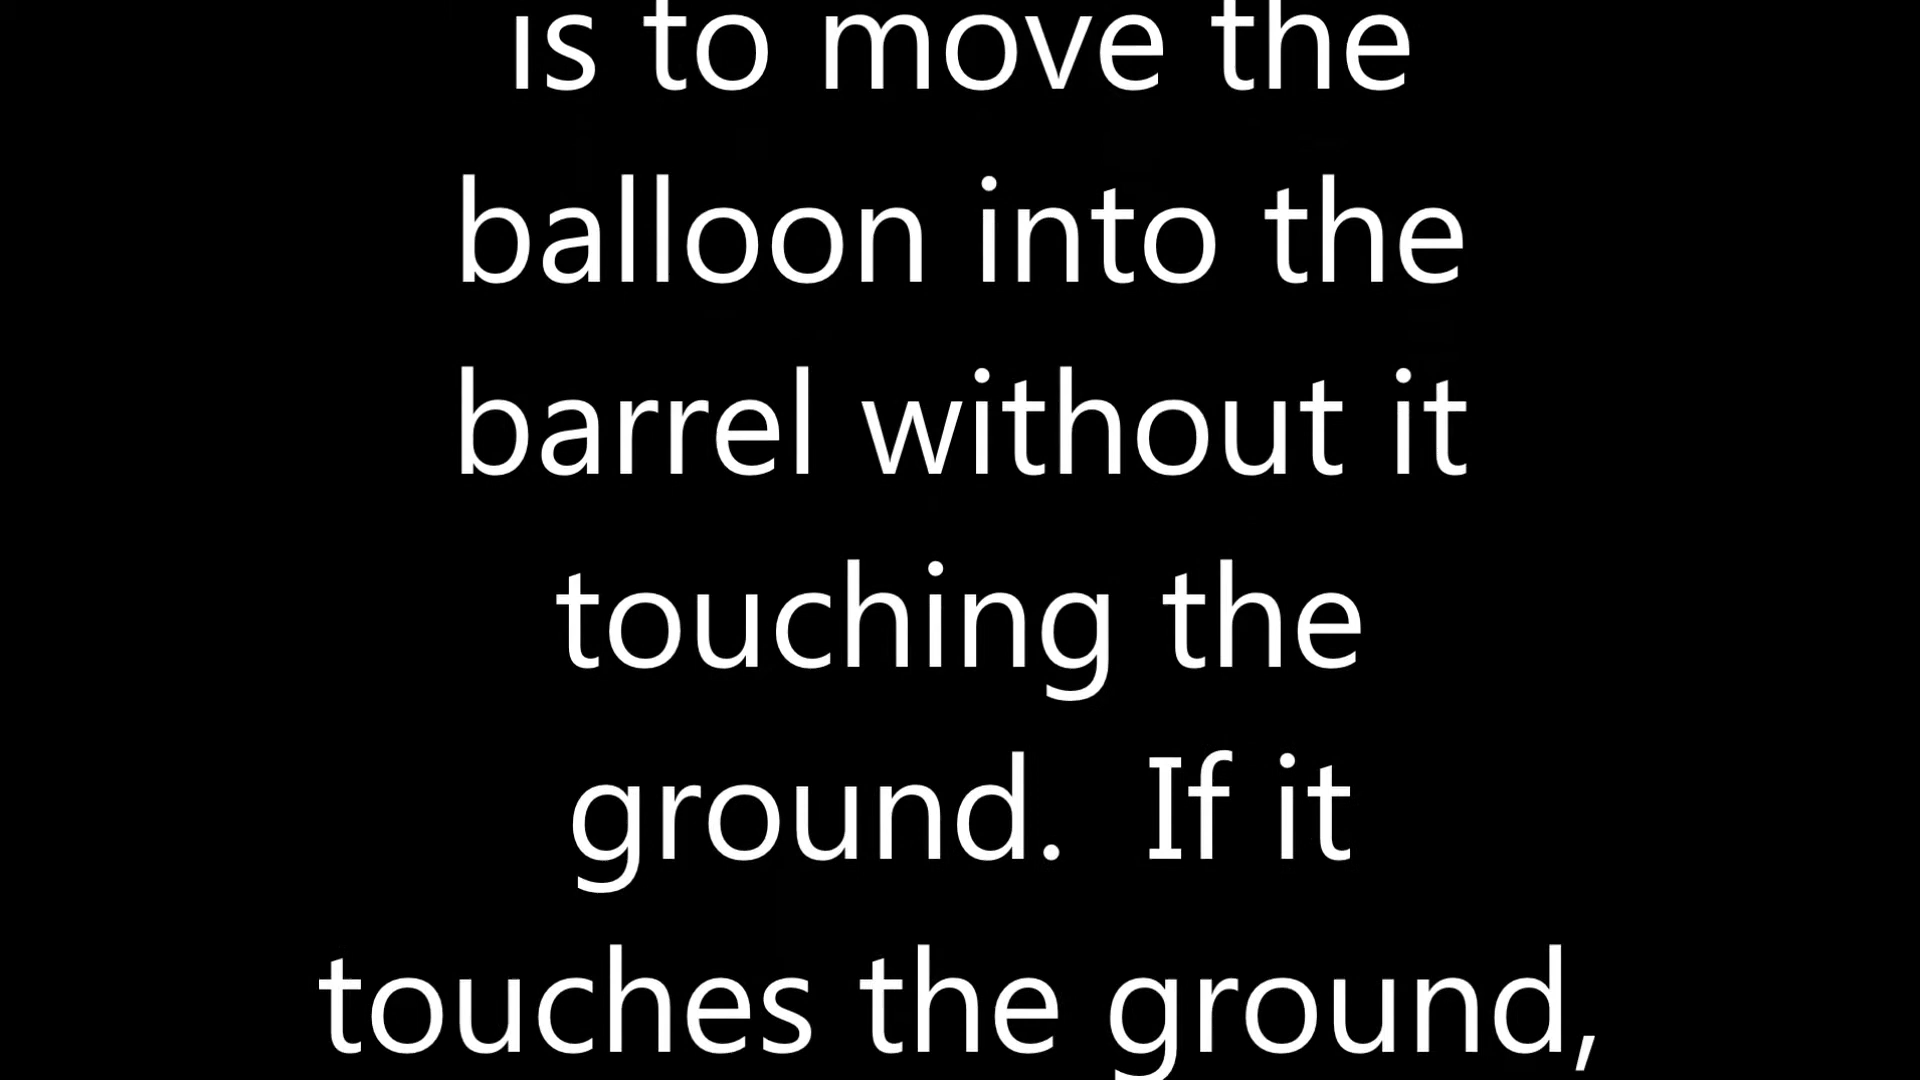 is to move the
balloon into the
barrel without it
touching the
ground.  If it
touches the ground,